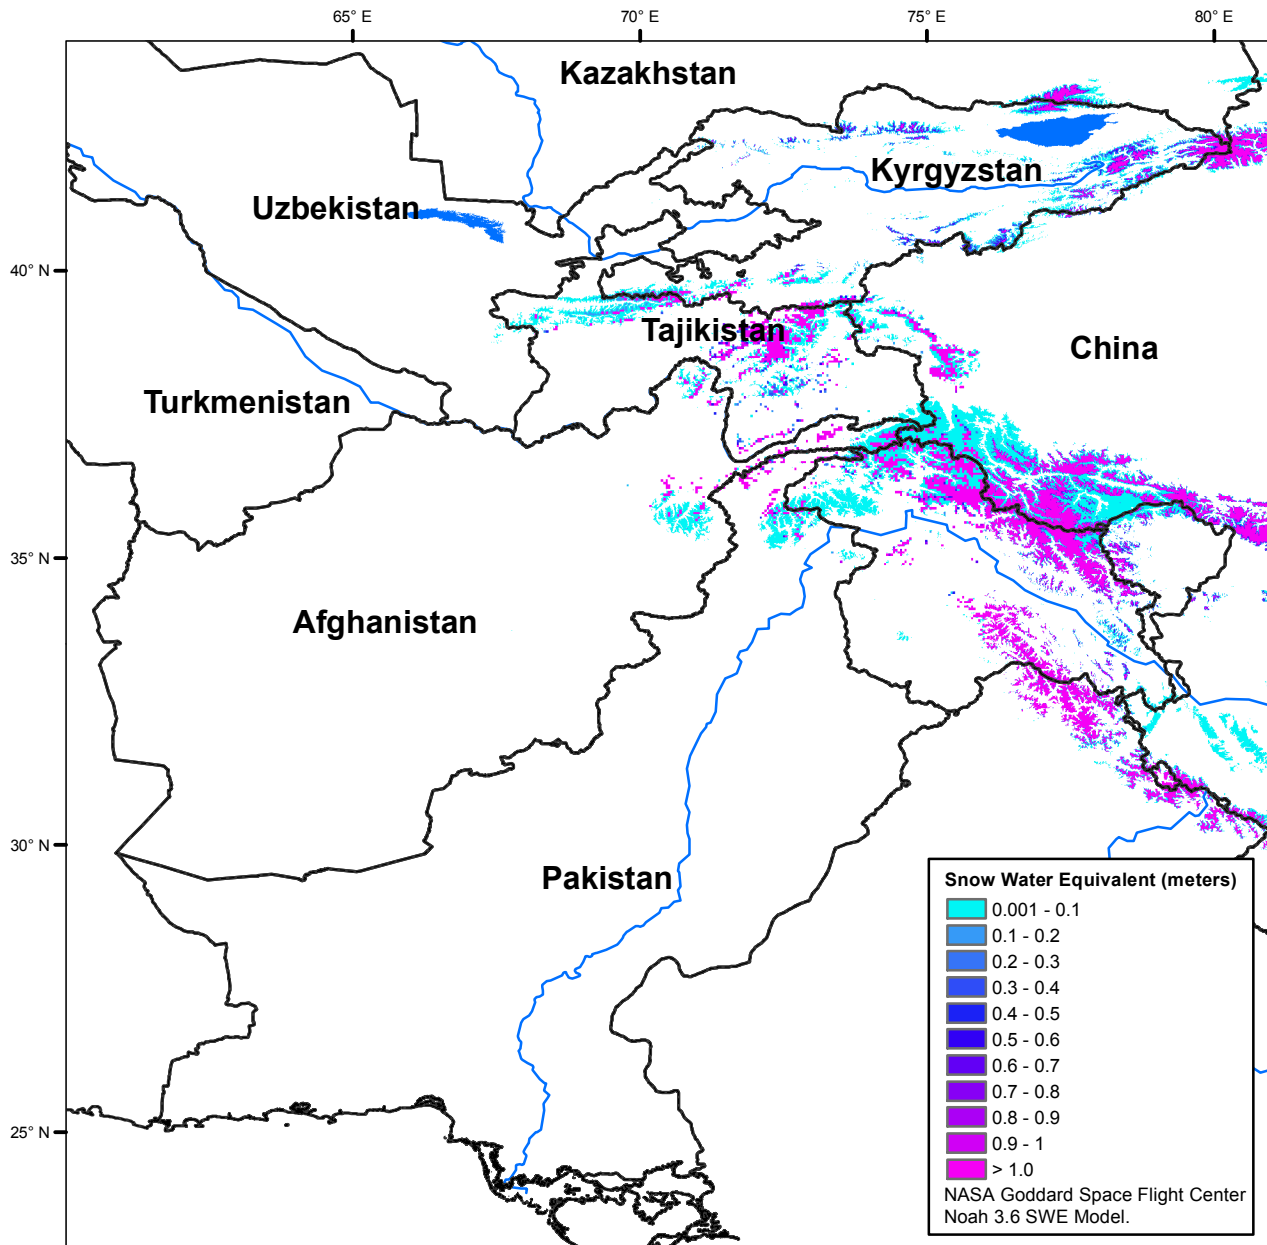 65° E
70° E
75° E
80° E
Kazakhstan
Kyrgyzstan
Uzbekistan
40° N
Tajikistan
China
Turkmenistan
35° N
Afghanistan
30° N
Pakistan
25° N
Snow Water Equivalent (meters)
0.001 - 0.1
0.1 - 0.2
0.2 - 0.3
0.3 - 0.4
0.4 - 0.5
0.5 - 0.6
0.6 - 0.7
0.7 - 0.8
0.8 - 0.9
0.9 - 1
> 1.0
NASA Goddard Space Flight Center
Noah 3.6 SWE Model.